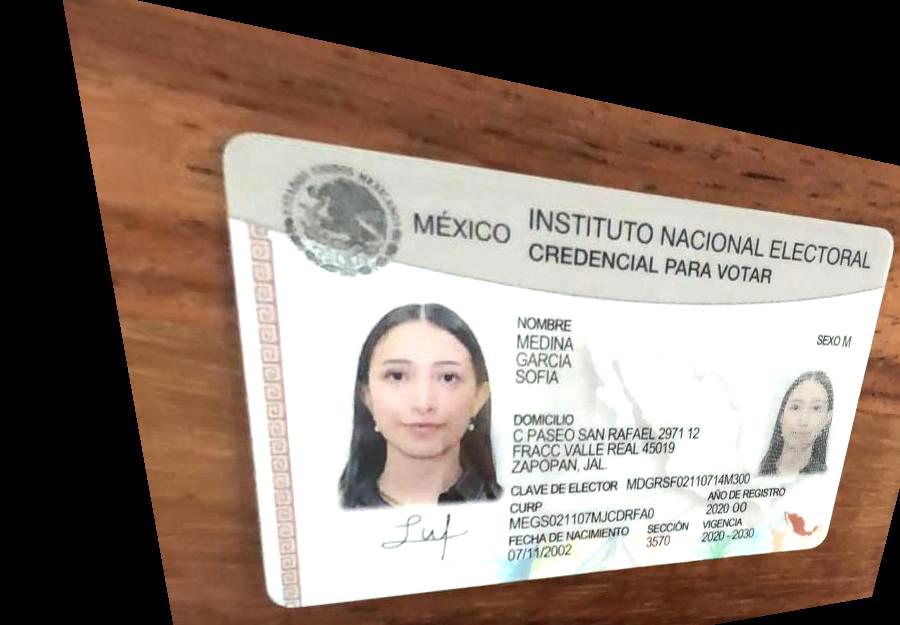 ESTADOS UNIDOS MEXICANOS
MÉXICO INSTITUTO NACIONAL ELECTORAL
CREDENCIAL PARA VOTAR
NOMBRE
MEDINA
GARCIA
SOFIA
SEXO M
DOMICILIO
C PASEO SAN RAFAEL 2971 12
FRACC VALLE REAL 45019
ZAPOPAN, JAL.
CLAVE DE ELECTOR MDGRSF02110714M300
CURP
MEGS021107MJCDRFA0
AÑO DE REGISTRO
2020 00
FECHA DE NACIMIENTO
07/11/2002
SECCIÓN
3570
VIGENCIA
2020 - 2030